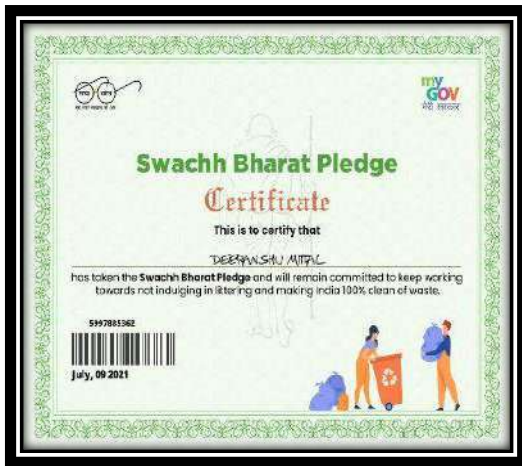 my
GOV
मेरी सरकार
Swachh Bharat Pledge
Certificate
This is to certify that
DEEPANSHU MITTAL
has taken the Swachh Bharat Pledge and will remain committed to keep working
towards not indulging in littering and making India 100% clean of waste.
5997885362
July, 09 2021